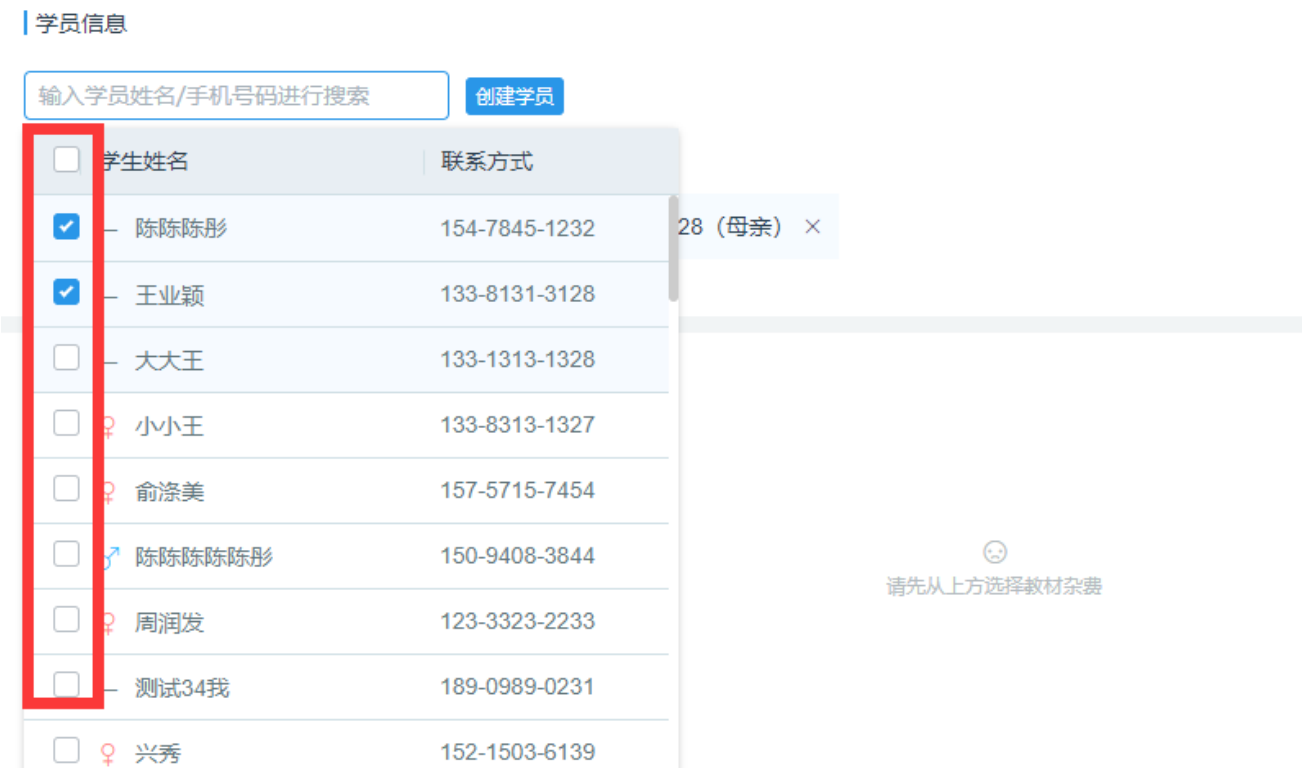 学员信息
输入学员姓名/手机号码进行搜索 创建学员
学生姓名 联系方式
陈陈陈彤 154-7845-1232 28（母亲） ×
王业颖 133-8131-3128
大大王 133-1313-1328
小小王 133-8313-1327
俞涤美 157-5715-7454
陈陈陈陈陈彤 150-9408-3844
请先从上方选择教材杂费
周润发 123-3323-2233
测试34我 189-0989-0231
兴秀 152-1503-6139